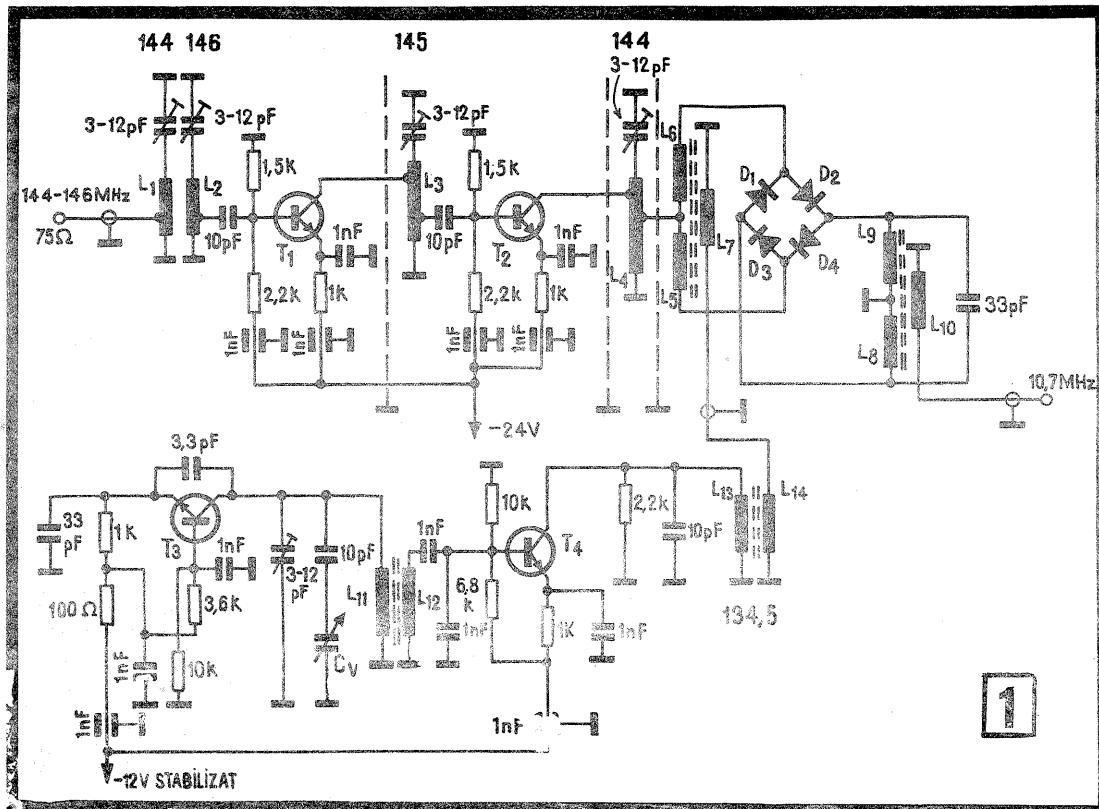 144 146 145 144
3-12pF
3-12pF 3-12pF 3-12pF
1,5k 1,5k
L6
L1 L2 L3 D1 D2
144-146MHz
75Ω
10pF 10pF L7
T1 1nF T2 1nF L9
L4 D3 D4
2,2k 1k 2,2k 1k L5 33pF
L10
1nF 1nF 1nF 1nF L8
10,7MHz
-24V
3,3pF
10k L13 L14
33 pF 1k 2,2k
T3 1nF 1nF T4 10pF
10pF
3-12 pF
100Ω 3,6k L11 L12 6,8 k
134,5
1nF 1K 1nF
1nF 10k CV
1nF 1nF
1
-12V STABILIZAT